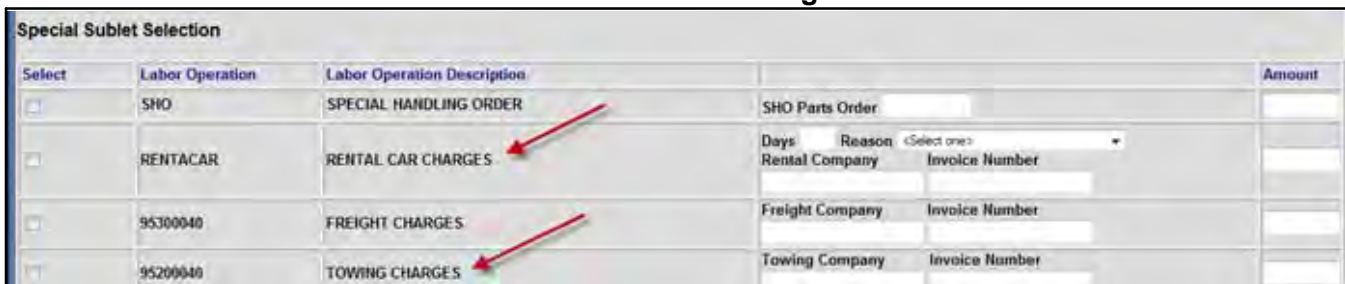 Special Sublet Selection
Select Labor Operation Labor Operation Description Amount
SHO SPECIAL HANDLING ORDER SHO Parts Order
Days Reason <Select one>
RENTACAR RENTAL CAR CHARGES Rental Company Invoice Number
95300040 FREIGHT CHARGES Freight Company Invoice Number
95200040 TOWING CHARGES Towing Company Invoice Number